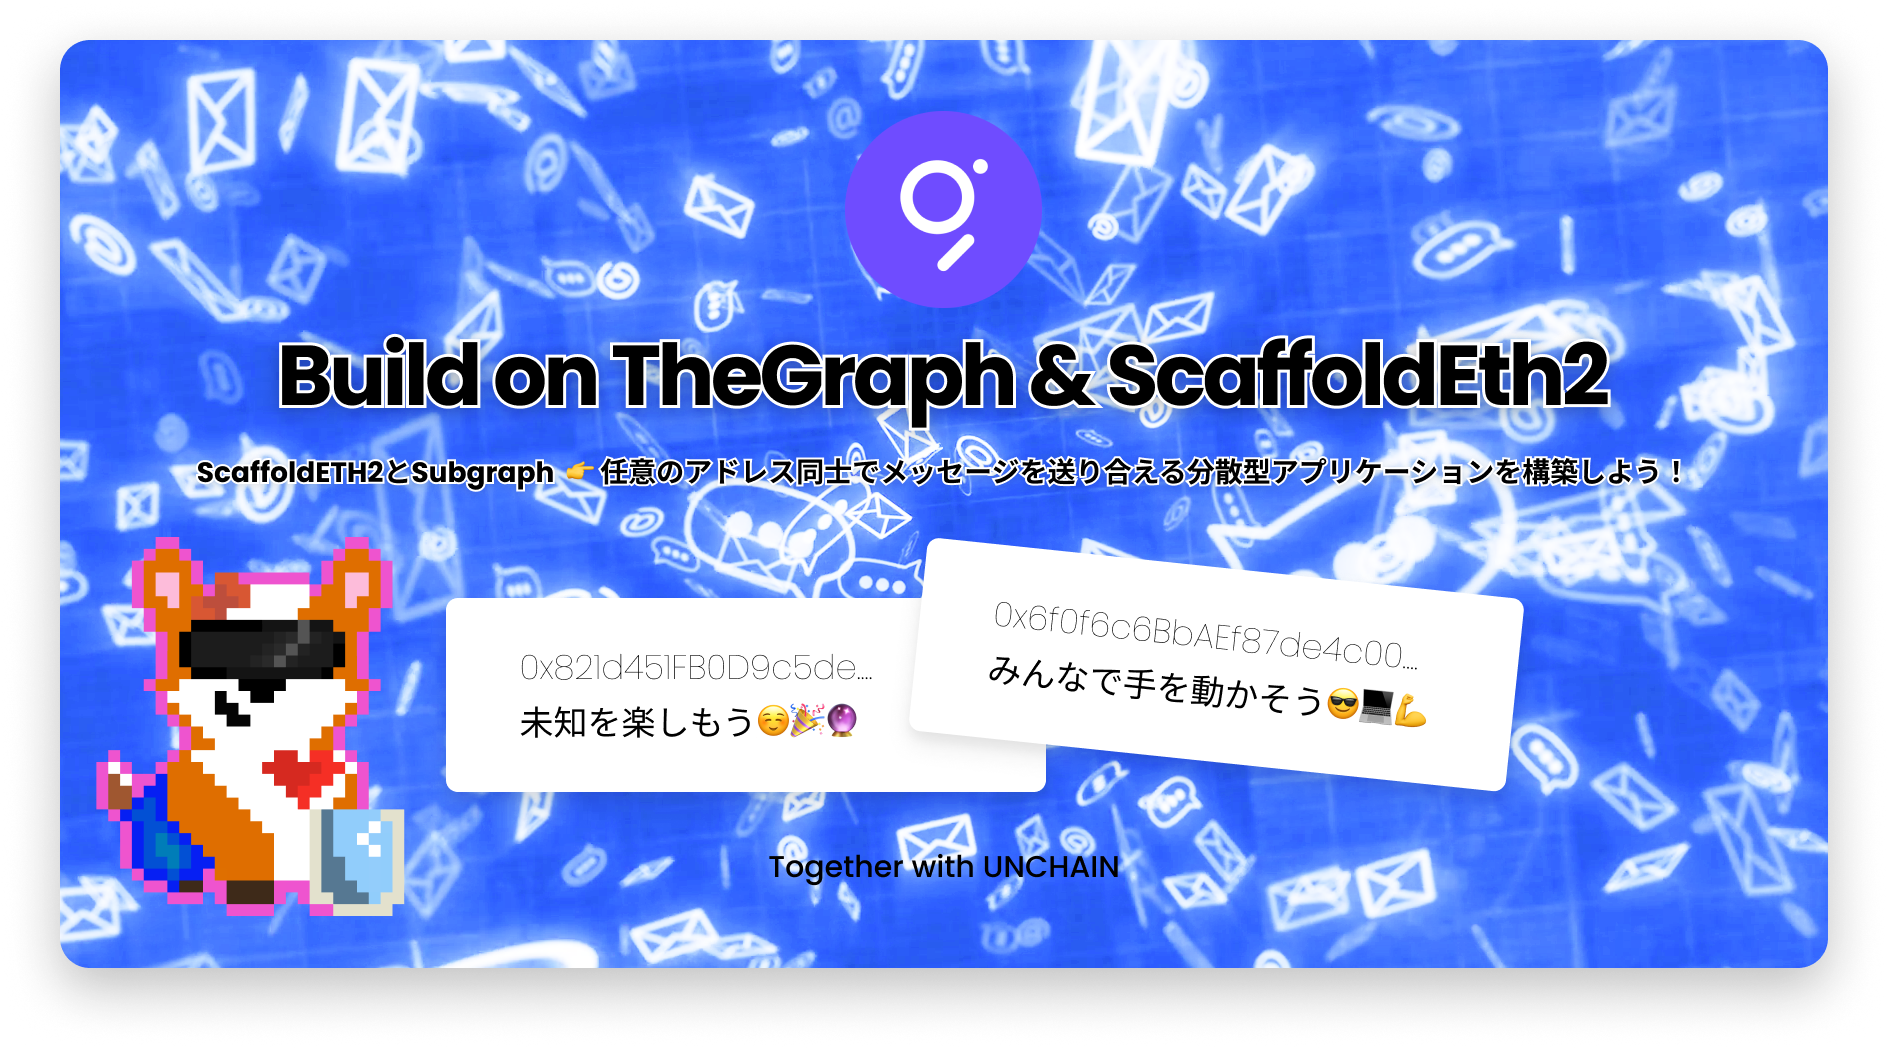 Build on TheGraph & ScaffoldEth2
ScaffoldETH2とSubgraph 👉 任意のアドレス同士でメッセージを送り合える分散型アプリケーションを構築しよう！
0x821d451FB0D9c5de....
未知を楽しもう☺️🎉🔮
0x6f0f6c6BbAEf87de4c00....
みんなで手を動かそう😎💻💪
Together with UNCHAIN